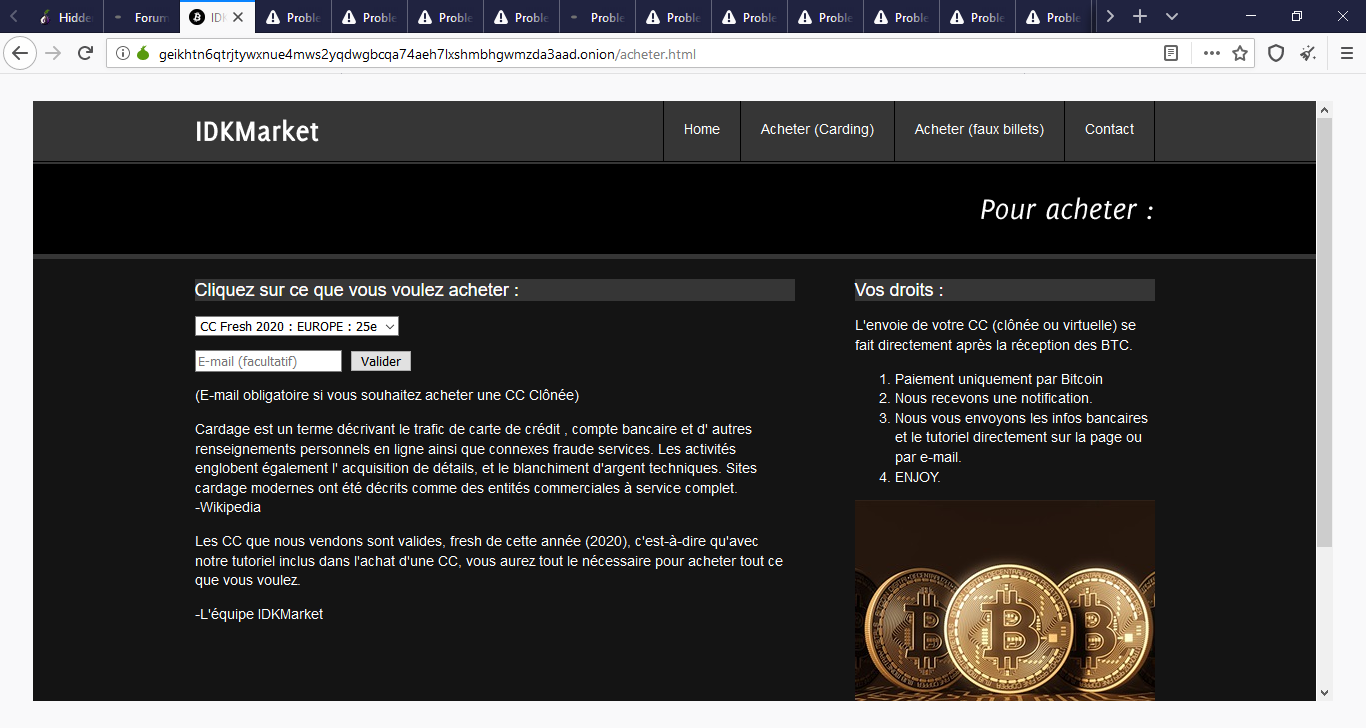 Hidde
Forum
ID
Proble
Proble
Proble
Proble
Proble
Proble
Proble
Proble
Proble
Proble
Proble
geikhtn6qtrjtywxnue4mws2yqdwgbcqa74aeh7lxshmbhgwmzda3aad.onion/acheter.html
IDKMarket
Home
Acheter (Carding)
Acheter (faux billets)
Contact
Pour acheter :
Cliquez sur ce que vous voulez acheter :
CC Fresh 2020 : EUROPE : 25e
E-mail (facultatif)
Valider
(E-mail obligatoire si vous souhaitez acheter une CC Clônée)
Cardage est un terme décrivant le trafic de carte de crédit , compte bancaire et d' autres
renseignements personnels en ligne ainsi que connexes fraude services. Les activités
englobent également l' acquisition de détails, et le blanchiment d'argent techniques. Sites
cardage modernes ont été décrits comme des entités commerciales à service complet.
-Wikipedia
Les CC que nous vendons sont valides, fresh de cette année (2020), c'est-à-dire qu'avec
notre tutoriel inclus dans l'achat d'une CC, vous aurez tout le nécessaire pour acheter tout ce
que vous voulez.
-L'équipe IDKMarket
Vos droits :
L'envoie de votre CC (clônée ou virtuelle) se
fait directement après la réception des BTC.
1. Paiement uniquement par Bitcoin
2. Nous recevons une notification.
3. Nous vous envoyons les infos bancaires
et le tutoriel directement sur la page ou
par e-mail.
4. ENJOY.